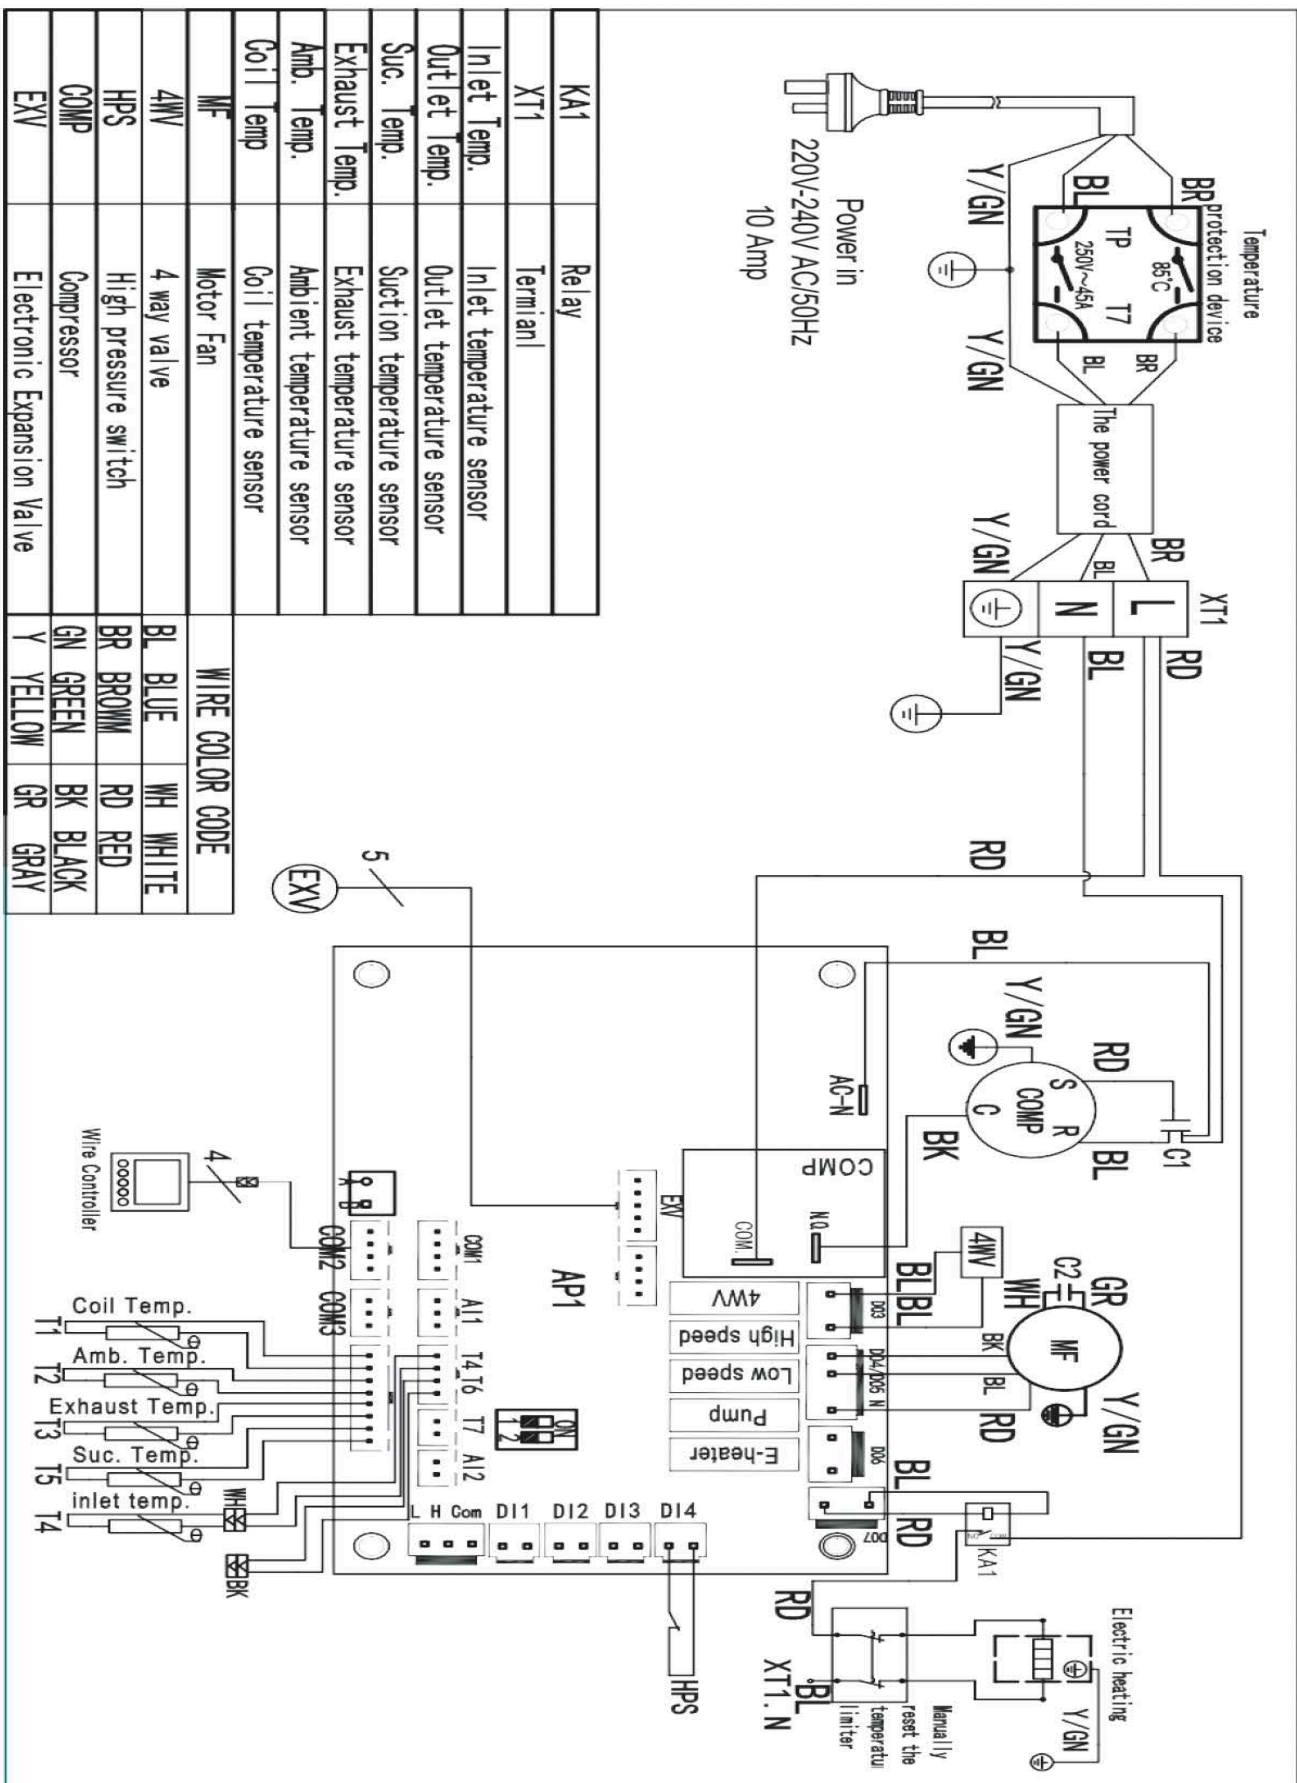 Temperature
protection device
BR
BL
Y/GN
TP
T7
85℃
250V~45A
BR
BL
Y/GN
Power in
220V-240V AC/50Hz
10 Amp
The power cord
BR
BL
Y/GN
XT1
L
N
RD
BL
Y/GN
RD
BL
Y/GN
RD
BL
BK
COMP
S
R
C
C1
AC-N
COMP
COM.
NO
4WV
BL
BL
C2
WH
GR
MF
BK
BL
RD
Y/GN
BL
RD
NO
COM
KA1
RD
BL
XT1. N
Manually
reset the
temperatu
limiter
Electric heating
Y/GN
HPS
EXV
5
EXV
AP1
4WV
High speed
Low speed
Pump
E-heater
DO3
DO4/DO5 N
DO6
DO7
A
B
COM2
COM3
COM1
AI1
T4
T6
T7
AI2
ON
1 2
L H Com DI1 DI2 DI3 DI4
Wire Controller
4
Coil Temp.
T1
Amb. Temp.
T2
Exhaust Temp.
T3
Suc. Temp.
T5
inlet temp.
T4
WH
BK
KA1 Relay
XT1 Termianl
Inlet Temp. Inlet temperature sensor
Outlet Temp. Outlet temperature sensor
Suc. Temp. Suction temperature sensor
Exhaust Temp. Exhaust temperature sensor
Amb. Temp. Ambient temperature sensor
Coil Temp Coil temperature sensor
MF Motor Fan
4WV 4 way valve
HPS High pressure switch
COMP Compressor
EXV Electronic Expansion Valve
WIRE COLOR CODE
BL BLUE WH WHITE
BR BROWM RD RED
GN GREEN BK BLACK
Y YELLOW GR GRAY